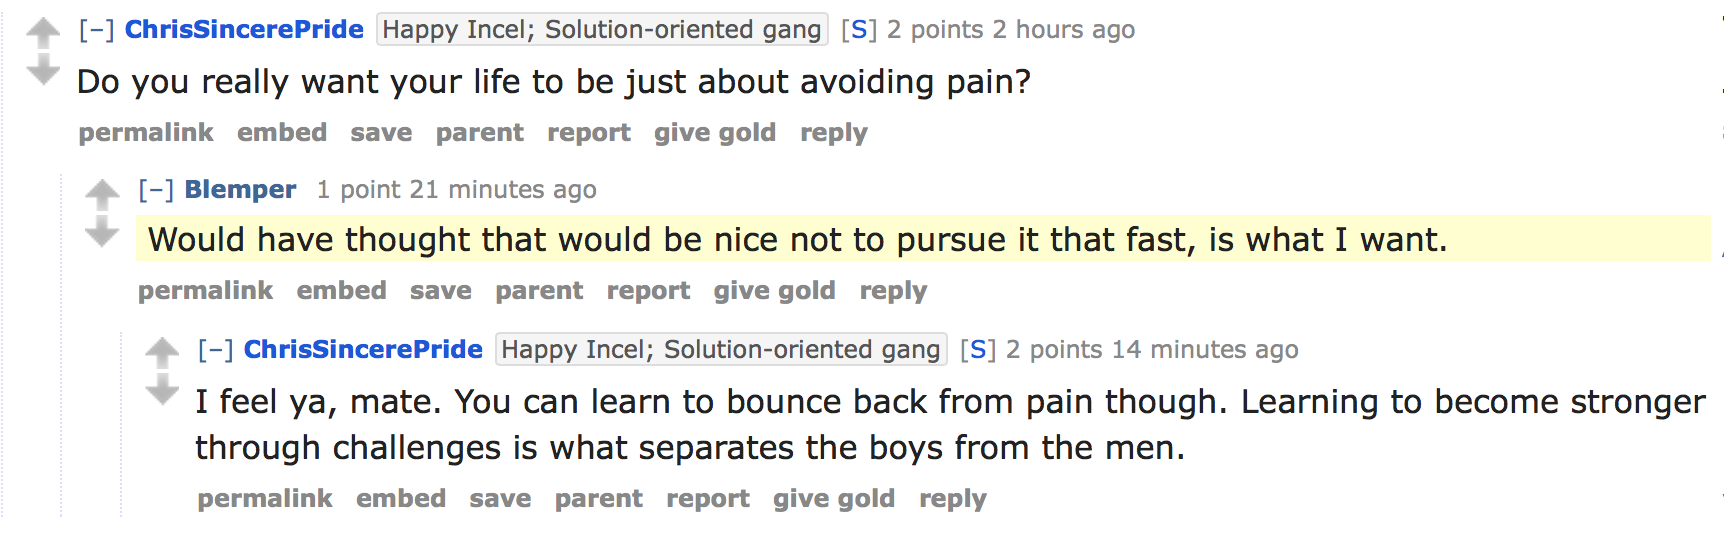 [–] ChrisSincerePride Happy Incel; Solution-oriented gang [S] 2 points 2 hours ago
Do you really want your life to be just about avoiding pain?
permalink embed save parent report give gold reply
[–] Blemper 1 point 21 minutes ago
Would have thought that would be nice not to pursue it that fast, is what I want.
permalink embed save parent report give gold reply
[–] ChrisSincerePride Happy Incel; Solution-oriented gang [S] 2 points 14 minutes ago
I feel ya, mate. You can learn to bounce back from pain though. Learning to become stronger
through challenges is what separates the boys from the men.
permalink embed save parent report give gold reply